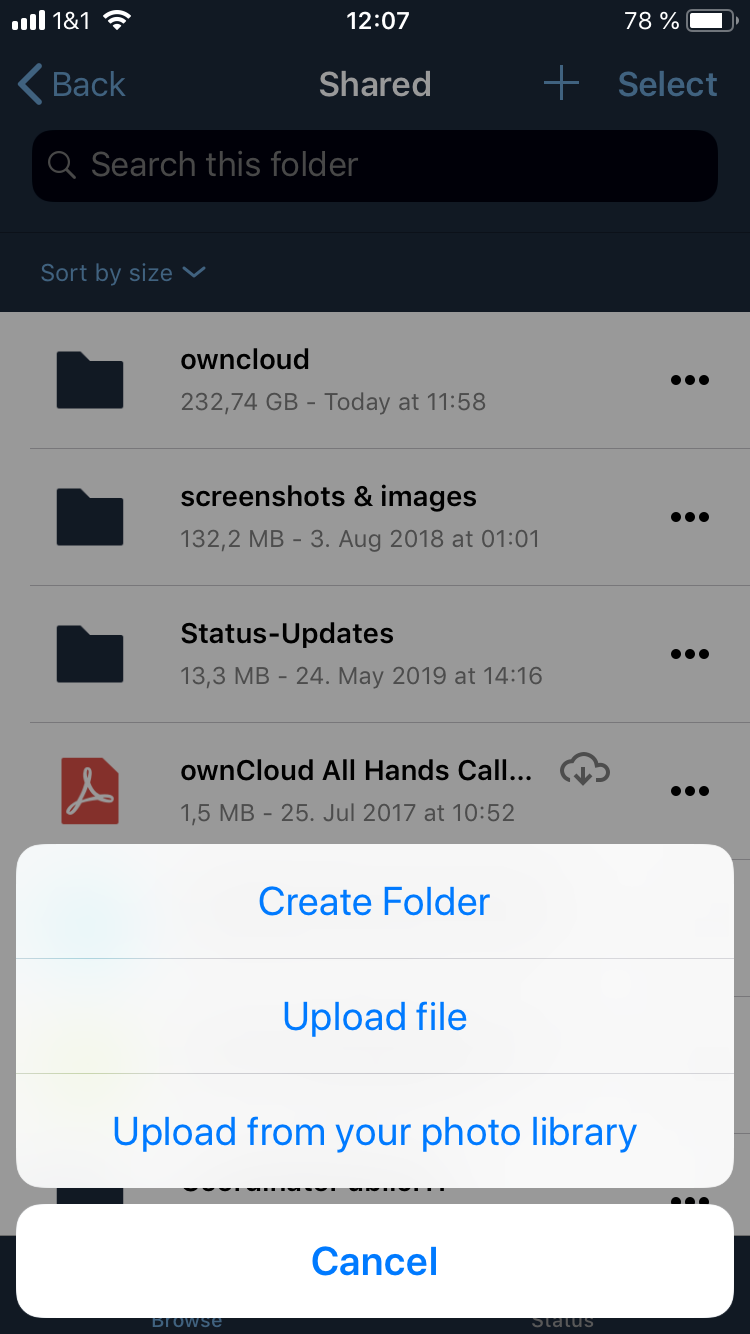 1&1 12:07 78 %
Back Shared Select
Search this folder
Sort by size
owncloud
232,74 GB - Today at 11:58
screenshots & images
132,2 MB - 3. Aug 2018 at 01:01
Status-Updates
13,3 MB - 24. May 2019 at 14:16
ownCloud All Hands Call...
1,5 MB - 25. Jul 2017 at 10:52
Create Folder
Upload file
Upload from your photo library
Cancel
Browse Status